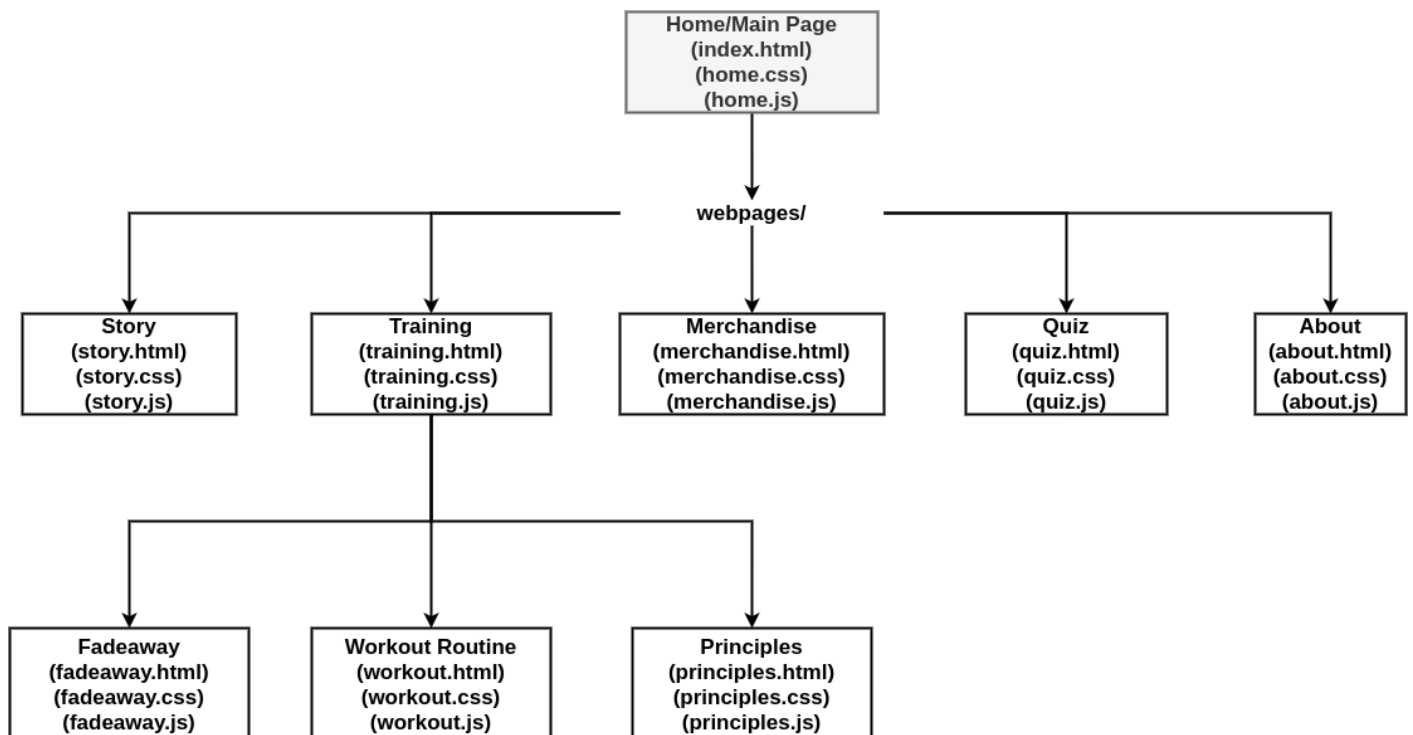 Home/Main Page
(index.html)
(home.css)
(home.js)
webpages/
Story
(story.html)
(story.css)
(story.js)
Training
(training.html)
(training.css)
(training.js)
Merchandise
(merchandise.html)
(merchandise.css)
(merchandise.js)
Quiz
(quiz.html)
(quiz.css)
(quiz.js)
About
(about.html)
(about.css)
(about.js)
Fadeaway
(fadeaway.html)
(fadeaway.css)
(fadeaway.js)
Workout Routine
(workout.html)
(workout.css)
(workout.js)
Principles
(principles.html)
(principles.css)
(principles.js)